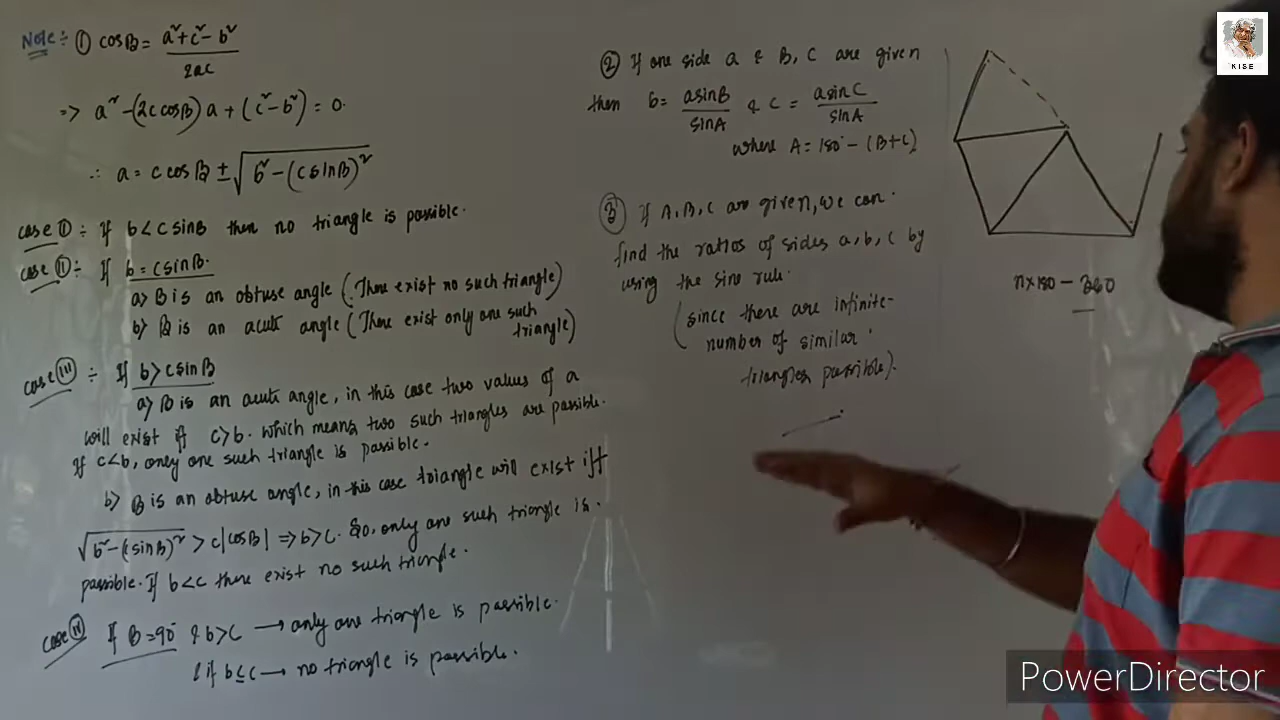 Note :- ① cosB = a²+c²-b² / 2ac
=> a² -(2c cosB) a + (c²-b²) = 0.
∴ a = c cosB ± √b²-(c sinB)²
case ① :- If b < c sinB then no triangle is possible.
case ⑪ :- If b = c sinB.
a> B is an obtuse angle (There exist no such triangle)
b> B is an acute angle (There exist only one such triangle)
case ⑪I :- If b > c sinB
a> B is an acute angle, in this case two values of a
will exist if c>b. which means two such triangles are possible.
If c<b, only one such triangle is possible.
b> B is an obtuse angle, in this case triangle will exist iff
√b²-(c sinB)² > c|cosB| => b>c. So, only one such triangle is.
possible. If b<c there exist no such triangle.
case ⓘⓥ If B=90° & b>c → only one triangle is possible.
& if b≤c → no triangle is possible.
② If one side a & B, C are given
then b = a sinB / sinA & c = a sinC / sinA
where A = 180° - (B+C)
③ If A, B, C are given, we can.
find the ratios of sides a, b, c by
using the sine rule.
(since there are infinite-
number of similar
triangles possible).
n×180 - 360
KISE
PowerDirector